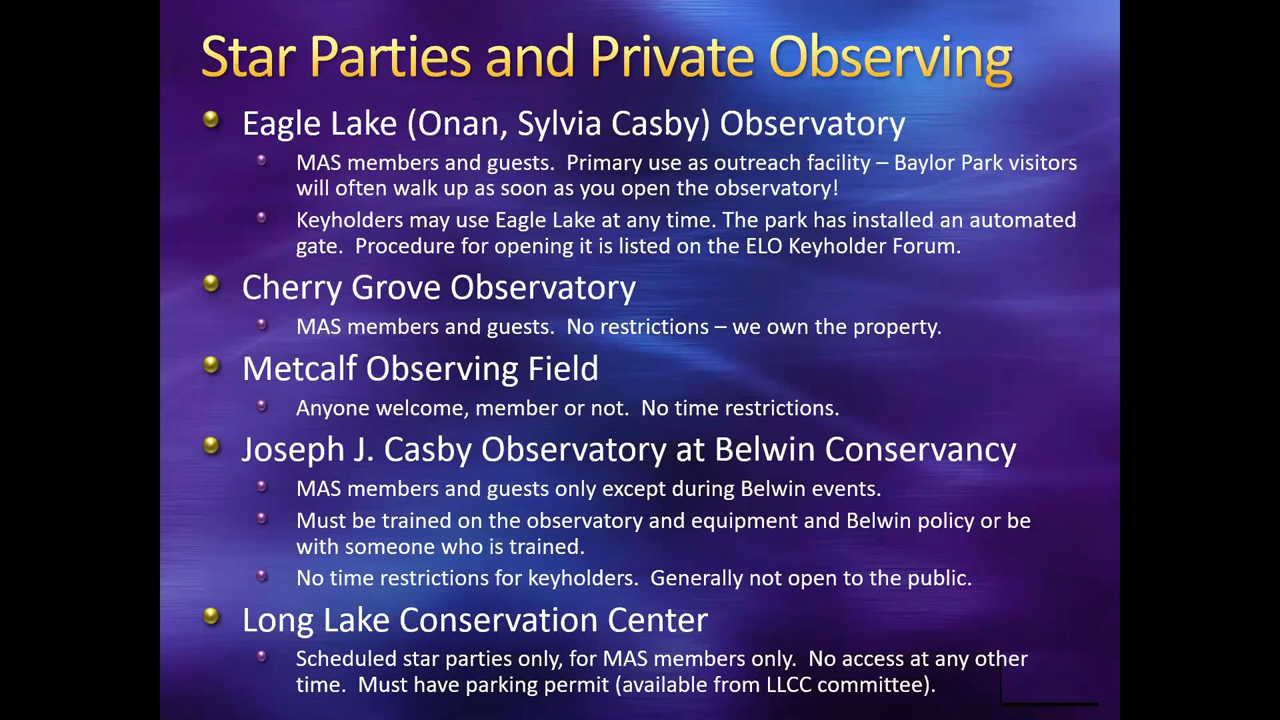 Star Parties and Private Observing
Eagle Lake (Onan, Sylvia Casby) Observatory
MAS members and guests.  Primary use as outreach facility – Baylor Park visitors
will often walk up as soon as you open the observatory!
Keyholders may use Eagle Lake at any time. The park has installed an automated
gate.  Procedure for opening it is listed on the ELO Keyholder Forum.
Cherry Grove Observatory
MAS members and guests.  No restrictions – we own the property.
Metcalf Observing Field
Anyone welcome, member or not.  No time restrictions.
Joseph J. Casby Observatory at Belwin Conservancy
MAS members and guests only except during Belwin events.
Must be trained on the observatory and equipment and Belwin policy or be
with someone who is trained.
No time restrictions for keyholders.  Generally not open to the public.
Long Lake Conservation Center
Scheduled star parties only, for MAS members only.  No access at any other
time.  Must have parking permit (available from LLCC committee).